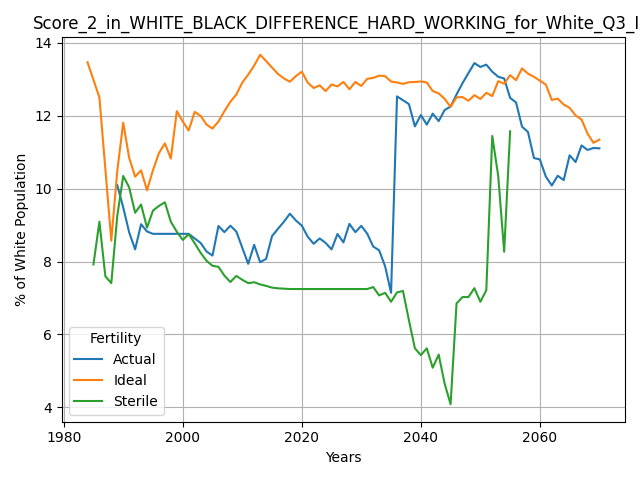 Score_2_in_WHITE_BLACK_DIFFERENCE_HARD_WORKING_for_White_Q3_I
14
12
10
8
6
4
% of White Population
Fertility
Actual
Ideal
Sterile
1980
2000
2020
2040
2060
Years